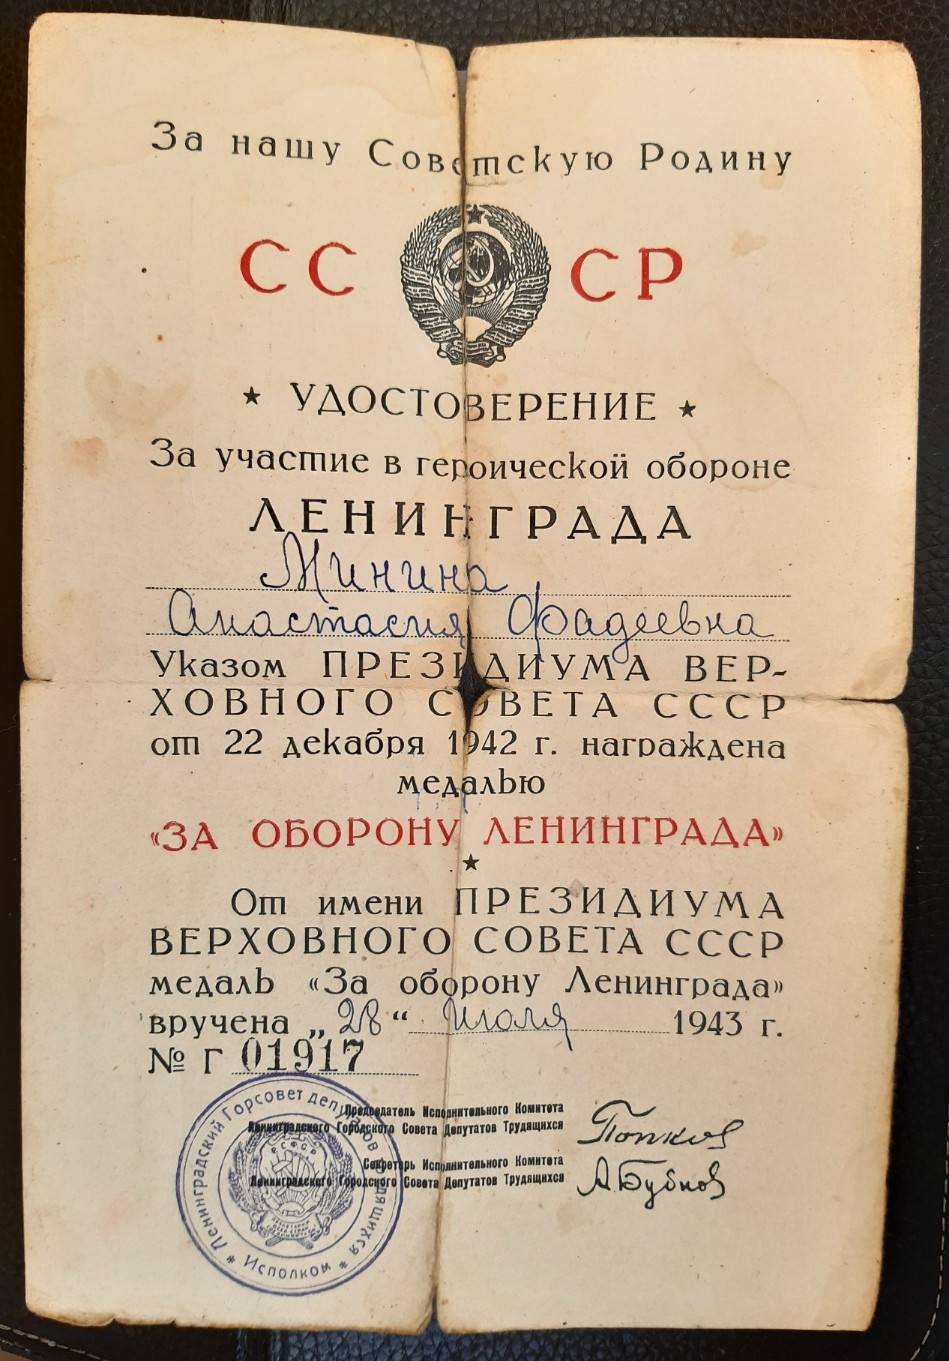 За нашу Советскую Родину
СС СР
★ УДОСТОВЕРЕНИЕ ★
За участие в героической обороне
ЛЕНИНГРАДА
Минина
Анастасия Фадеевна
Указом ПРЕЗИДИУМА ВЕР-
ХОВНОГО СОВЕТА СССР
от 22 декабря 1942 г. награждена
медалью
«ЗА ОБОРОНУ ЛЕНИНГРАДА»
★
От имени ПРЕЗИДИУМА
ВЕРХОВНОГО СОВЕТА СССР
медаль «За оборону Ленинграда»
вручена „28“ июля 1943 г.
№ Г 01917
Председатель Исполнительного Комитета
Ленинградского Городского Совета Депутатов Трудящихся
Попков
Секретарь Исполнительного Комитета
Ленинградского Городского Совета Депутатов Трудящихся
А Бубнов
Ленинградский Горсовет депутатов трудящихся
★ Исполком ★
РСФСР